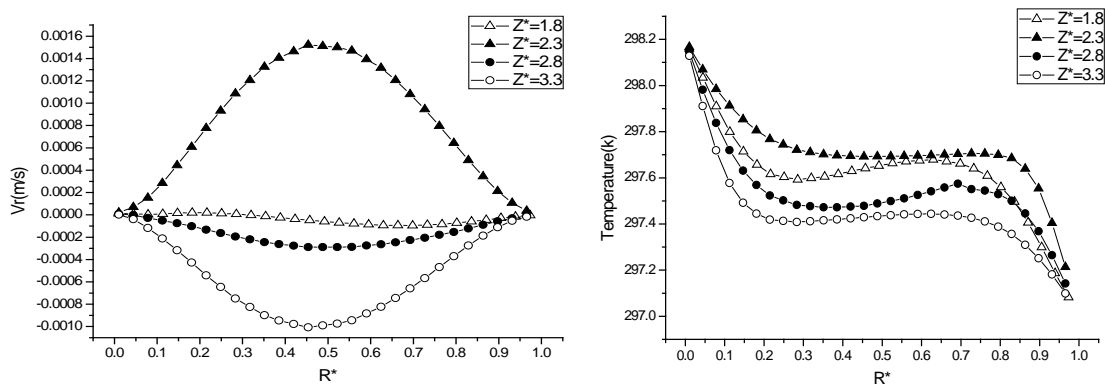 0.0016
0.0014
0.0012
0.0010
0.0008
0.0006
0.0004
0.0002
0.0000
-0.0002
-0.0004
-0.0006
-0.0008
-0.0010
Vr(m/s)
0.0 0.1 0.2 0.3 0.4 0.5 0.6 0.7 0.8 0.9 1.0
R*
Z*=1.8
Z*=2.3
Z*=2.8
Z*=3.3
298.2
298.0
297.8
297.6
297.4
297.2
297.0
Temperature(k)
0.0 0.1 0.2 0.3 0.4 0.5 0.6 0.7 0.8 0.9 1.0
R*
Z*=1.8
Z*=2.3
Z*=2.8
Z*=3.3